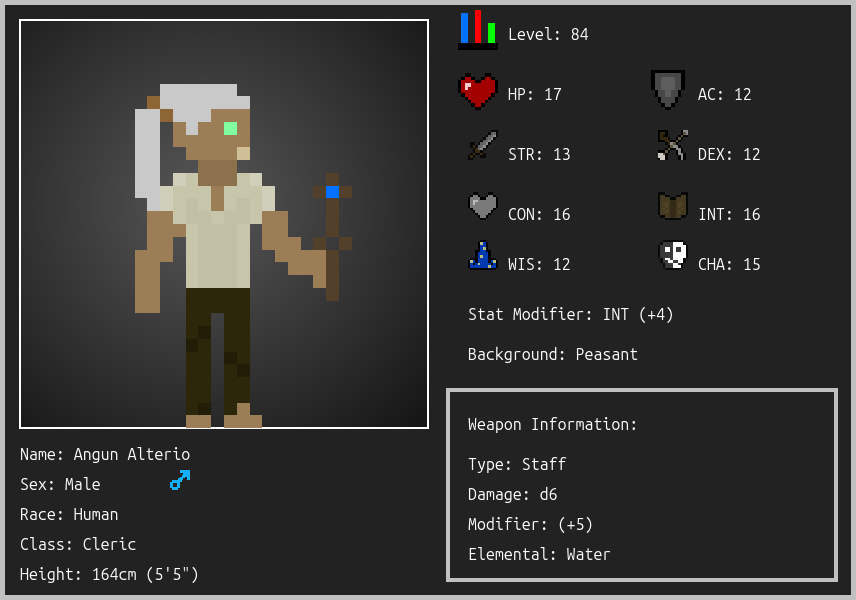 Level: 84
HP: 17
AC: 12
STR: 13
DEX: 12
CON: 16
INT: 16
WIS: 12
CHA: 15
Stat Modifier: INT (+4)
Background: Peasant
Weapon Information:
Type: Staff
Damage: d6
Modifier: (+5)
Elemental: Water
Name: Angun Alterio
Sex: Male
Race: Human
Class: Cleric
Height: 164cm (5'5")